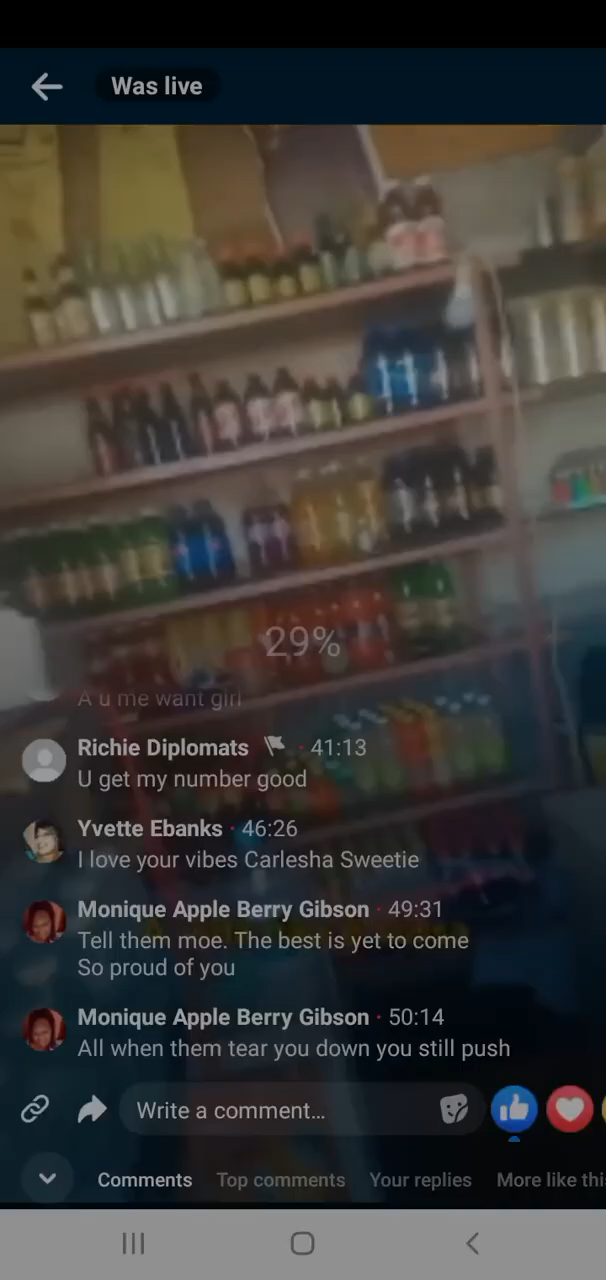 Was live
29%
A u me want girl
Richie Diplomats · 41:13
U get my number good
Yvette Ebanks · 46:26
I love your vibes Carlesha Sweetie
Monique Apple Berry Gibson · 49:31
Tell them moe. The best is yet to come
So proud of you
Monique Apple Berry Gibson · 50:14
All when them tear you down you still push
Write a comment...
Comments Top comments Your replies More like thi